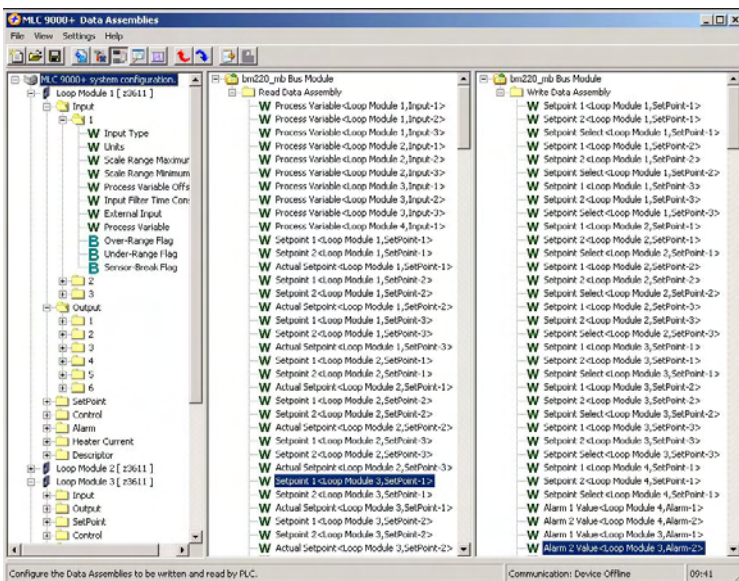 MLC 9000+ Data Assemblies
File View Settings Help
MLC 9000+ system configuration.
Loop Module 1 [ z3611 ]
Input
1
W Input Type
W Units
W Scale Range Maximur
W Scale Range Minimum
W Process Variable Offs
W Input Filter Time Con
W External Input
W Process Variable
B Over-Range Flag
B Under-Range Flag
B Sensor-Break Flag
2
3
Output
1
2
3
4
5
6
SetPoint
Control
Alarm
Heater Current
Descriptor
Loop Module 2 [ z3611 ]
Loop Module 3 [ z3611 ]
Input
Output
SetPoint
Control
bm220_mb Bus Module
Read Data Assembly
W Process Variable<Loop Module 1,Input-1>
W Process Variable<Loop Module 1,Input-2>
W Process Variable<Loop Module 1,Input-3>
W Process Variable<Loop Module 2,Input-1>
W Process Variable<Loop Module 2,Input-2>
W Process Variable<Loop Module 2,Input-3>
W Process Variable<Loop Module 3,Input-1>
W Process Variable<Loop Module 3,Input-2>
W Process Variable<Loop Module 3,Input-3>
W Process Variable<Loop Module 4,Input-1>
W Setpoint 1<Loop Module 1,SetPoint-1>
W Setpoint 2<Loop Module 1,SetPoint-1>
W Actual Setpoint<Loop Module 1,SetPoint-1>
W Setpoint 1<Loop Module 1,SetPoint-2>
W Setpoint 2<Loop Module 1,SetPoint-2>
W Actual Setpoint<Loop Module 1,SetPoint-2>
W Setpoint 1<Loop Module 1,SetPoint-3>
W Setpoint 2<Loop Module 1,SetPoint-3>
W Actual Setpoint<Loop Module 1,SetPoint-3>
W Setpoint 1<Loop Module 2,SetPoint-1>
W Setpoint 2<Loop Module 2,SetPoint-1>
W Actual Setpoint<Loop Module 2,SetPoint-1>
W Setpoint 1<Loop Module 2,SetPoint-2>
W Setpoint 2<Loop Module 2,SetPoint-2>
W Actual Setpoint<Loop Module 2,SetPoint-2>
W Setpoint 1<Loop Module 2,SetPoint-3>
W Setpoint 2<Loop Module 2,SetPoint-3>
W Actual Setpoint<Loop Module 2,SetPoint-3>
W Setpoint 1<Loop Module 3,SetPoint-1>
W Setpoint 2<Loop Module 3,SetPoint-1>
W Actual Setpoint<Loop Module 3,SetPoint-1>
W Setpoint 1<Loop Module 3,SetPoint-2>
W Setpoint 2<Loop Module 3,SetPoint-2>
W Actual Setpoint<Loop Module 3,SetPoint-2>
bm220_mb Bus Module
Write Data Assembly
W Setpoint 1<Loop Module 1,SetPoint-1>
W Setpoint 2<Loop Module 1,SetPoint-1>
W Setpoint Select<Loop Module 1,SetPoint-1>
W Setpoint 1<Loop Module 1,SetPoint-2>
W Setpoint 2<Loop Module 1,SetPoint-2>
W Setpoint Select<Loop Module 1,SetPoint-2>
W Setpoint 1<Loop Module 1,SetPoint-3>
W Setpoint 2<Loop Module 1,SetPoint-3>
W Setpoint Select<Loop Module 1,SetPoint-3>
W Setpoint 1<Loop Module 2,SetPoint-1>
W Setpoint 2<Loop Module 2,SetPoint-1>
W Setpoint Select<Loop Module 2,SetPoint-1>
W Setpoint 1<Loop Module 2,SetPoint-2>
W Setpoint 2<Loop Module 2,SetPoint-2>
W Setpoint Select<Loop Module 2,SetPoint-2>
W Setpoint 1<Loop Module 2,SetPoint-3>
W Setpoint 2<Loop Module 2,SetPoint-3>
W Setpoint Select<Loop Module 2,SetPoint-3>
W Setpoint 1<Loop Module 3,SetPoint-1>
W Setpoint 2<Loop Module 3,SetPoint-1>
W Setpoint Select<Loop Module 3,SetPoint-1>
W Setpoint 1<Loop Module 3,SetPoint-2>
W Setpoint 2<Loop Module 3,SetPoint-2>
W Setpoint Select<Loop Module 3,SetPoint-2>
W Setpoint 1<Loop Module 3,SetPoint-3>
W Setpoint 2<Loop Module 3,SetPoint-3>
W Setpoint Select<Loop Module 3,SetPoint-3>
W Setpoint 1<Loop Module 4,SetPoint-1>
W Setpoint 2<Loop Module 4,SetPoint-1>
W Setpoint Select<Loop Module 4,SetPoint-1>
W Alarm 1 Value<Loop Module 4,Alarm-1>
W Alarm 2 Value<Loop Module 4,Alarm-1>
W Alarm 1 Value<Loop Module 3,Alarm-2>
W Alarm 2 Value<Loop Module 3,Alarm-2>
Configure the Data Assemblies to be written and read by PLC.
Communication: Device Offline
09:41